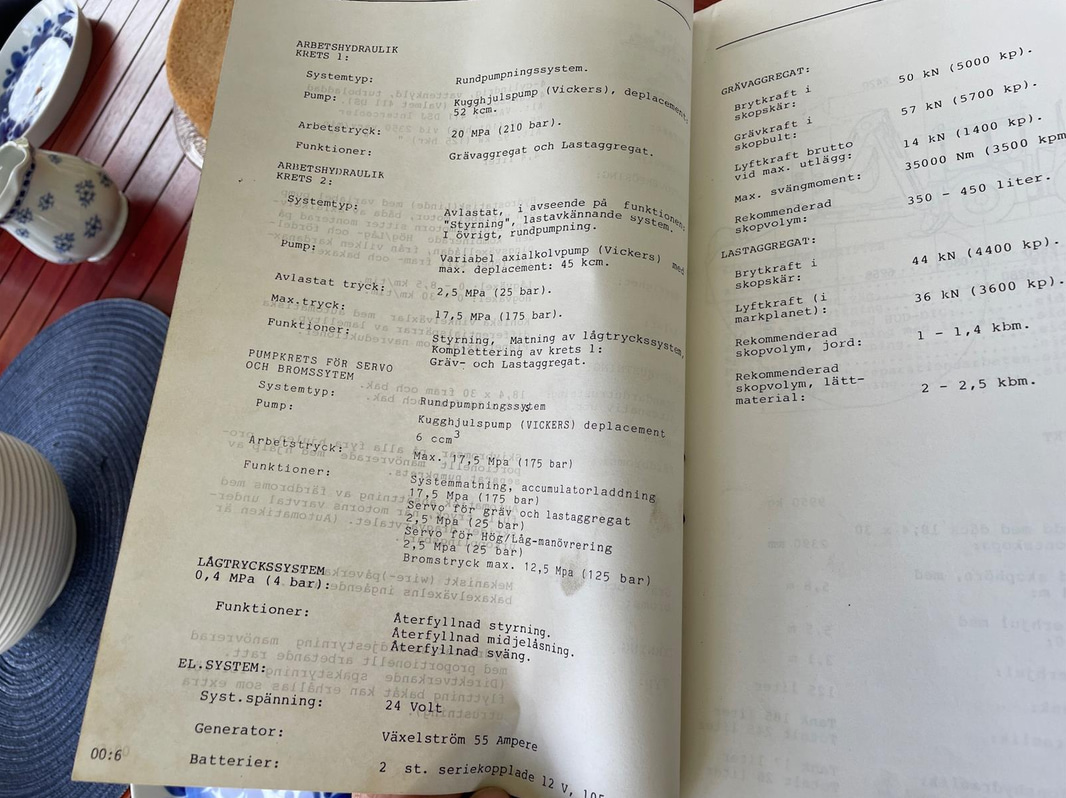 ARBETSHYDRAULIK
KRETS 1:
Systemtyp: Rundpumpningssystem.
Pump: Kugghjulspump (Vickers), deplacement
52 kcm.
Arbetstryck: 20 MPa (210 bar).
Funktioner: Grävaggregat och Lastaggregat.
ARBETSHYDRAULIK
KRETS 2:
Systemtyp: Avlastat, i avseende på funktionen
"Styrning", lastavkännande system.
I övrigt, rundpumpning.
Pump: Variabel axialkolvpump (Vickers) med
max. deplacement: 45 kcm.
Avlastat tryck: 2,5 MPa (25 bar).
Max.tryck: 17,5 MPa (175 bar).
Funktioner: Styrning, Matning av lågtryckssystem,
Komplettering av krets 1:
Gräv- och Lastaggregat.
PUMPKRETS FÖR SERVO
OCH BROMSSYTEM
Systemtyp: Rundpumpningssystem
Pump: Kugghjulspump (VICKERS) deplacement
6 ccm3
Arbetstryck: Max. 17,5 Mpa (175 bar)
Funktioner: Systemmatning, accumulatorladdning
17,5 Mpa (175 bar)
Servo för gräv och lastaggregat
2,5 Mpa (25 bar)
Servo för Hög/Låg-manövrering
2,5 Mpa (25 bar)
Bromstryck max. 12,5 Mpa (125 bar)
LÅGTRYCKSSYSTEM
0,4 MPa (4 bar):
Funktioner: Återfyllnad styrning.
Återfyllnad midjelåsning.
Återfyllnad sväng.
EL.SYSTEM:
Syst.spänning: 24 Volt
Generator: Växelström 55 Ampere
Batterier: 2 st. seriekopplade 12 V,
00:6
GRÄVAGGREGAT:
Brytkraft i
skopskär: 50 kN (5000 kp).
Grävkraft i
skopbult: 57 kN (5700 kp).
Lyftkraft brutto
vid max. utlägg: 14 kN (1400 kp).
Max. svängmoment: 35000 Nm (3500 kpm
Rekommenderad
skopvolym: 350 - 450 liter.
LASTAGGREGAT:
Brytkraft i
skopskär: 44 kN (4400 kp).
Lyftkraft (i
markplanet): 36 kN (3600 kp).
Rekommenderad
skopvolym, jord: 1 - 1,4 kbm.
Rekommenderad
skopvolym, lätt-
material: 2 - 2,5 kbm.